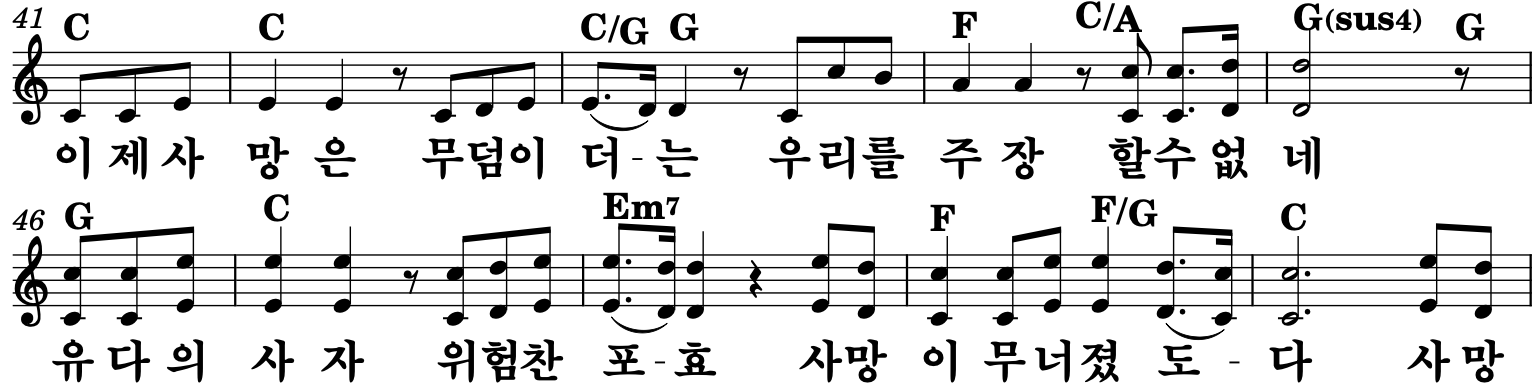 41 C C C/G G F C/A G(sus4) G
이 제 사 망 은 무덤이 더 - 는 우 리 를 주 장 할수 없 네
46 G C Em7 F F/G C
유 다 의 사 자 위험찬 포 - 효 사망 이 무 너 졌 도 - 다 사 망